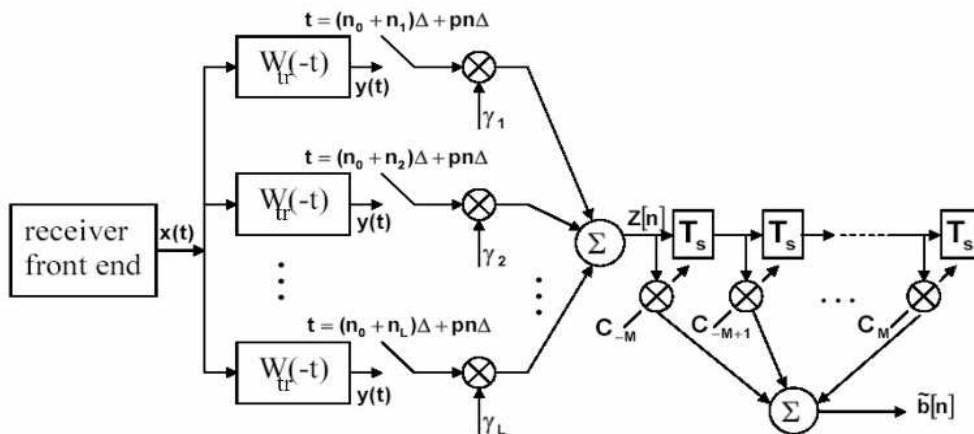 t = (n₀ + n₁)Δ + pnΔ
W_tr(-t)
y(t)
γ₁
t = (n₀ + n₂)Δ + pnΔ
W_tr(-t)
y(t)
γ₂
receiver
front end
x(t)
Σ
Z[n]
T_s
T_s
T_s
C_{-M}
C_{-M+1}
...
C_M
t = (n₀ + n_L)Δ + pnΔ
W_tr(-t)
y(t)
γ_L
Σ
b̃[n]